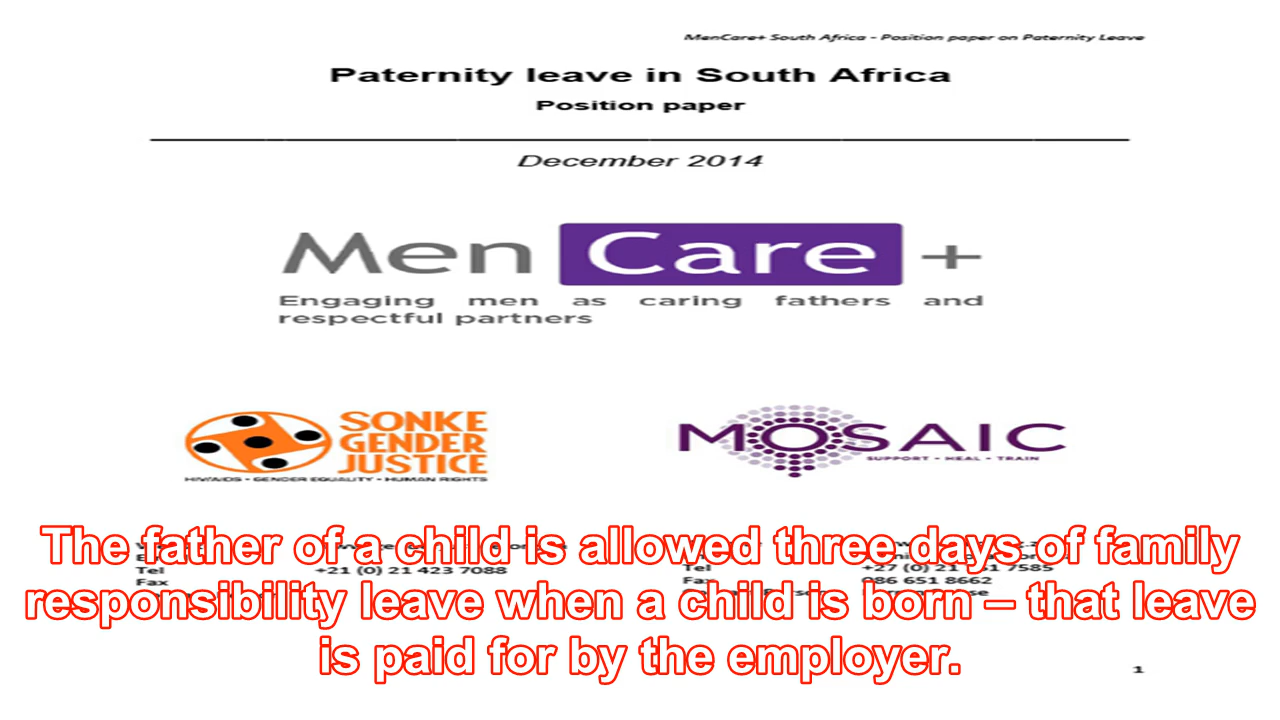 MenCare+ South Africa - Position paper on Paternity Leave
Paternity leave in South Africa
Position paper
December 2014
Men Care +
Engaging men as caring fathers and
respectful partners
SONKE
GENDER
JUSTICE
HIV/AIDS • GENDER EQUALITY • HUMAN RIGHTS
MOSAIC
SUPPORT • HEAL • TRAIN
The father of a child is allowed three days of family
responsibility leave when a child is born – that leave
is paid for by the employer.
Tel +21 (0) 21 423 7088
Fax
Tel +27 (0) 21 7585
Fax 086 651 8662
1